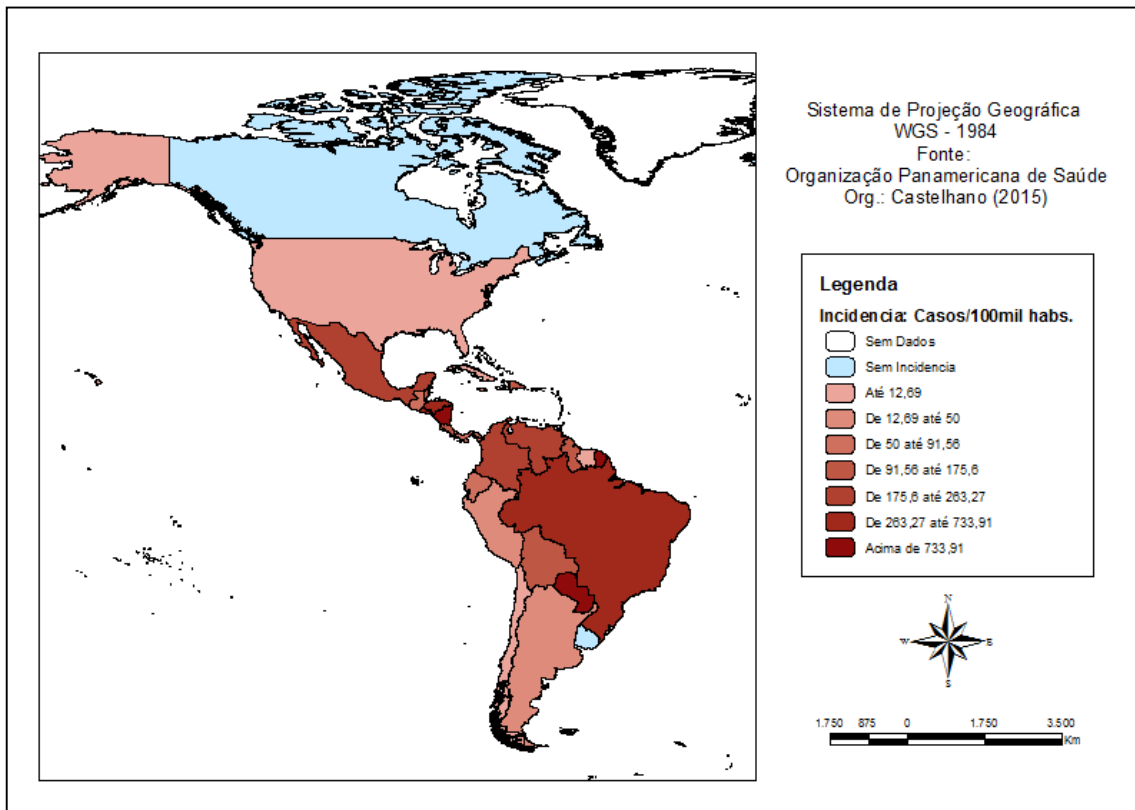 Sistema de Projeção Geográfica
WGS - 1984
Fonte:
Organização Panamericana de Saúde
Org.: Castelhano (2015)
Legenda
Incidencia: Casos/100mil habs.
Sem Dados
Sem Incidencia
Até 12,69
De 12,69 até 50
De 50 até 91,56
De 91,56 até 175,6
De 175,6 até 263,27
De 263,27 até 733,91
Acima de 733,91
N
W E
S
1.750 875 0 1.750 3.500
Km